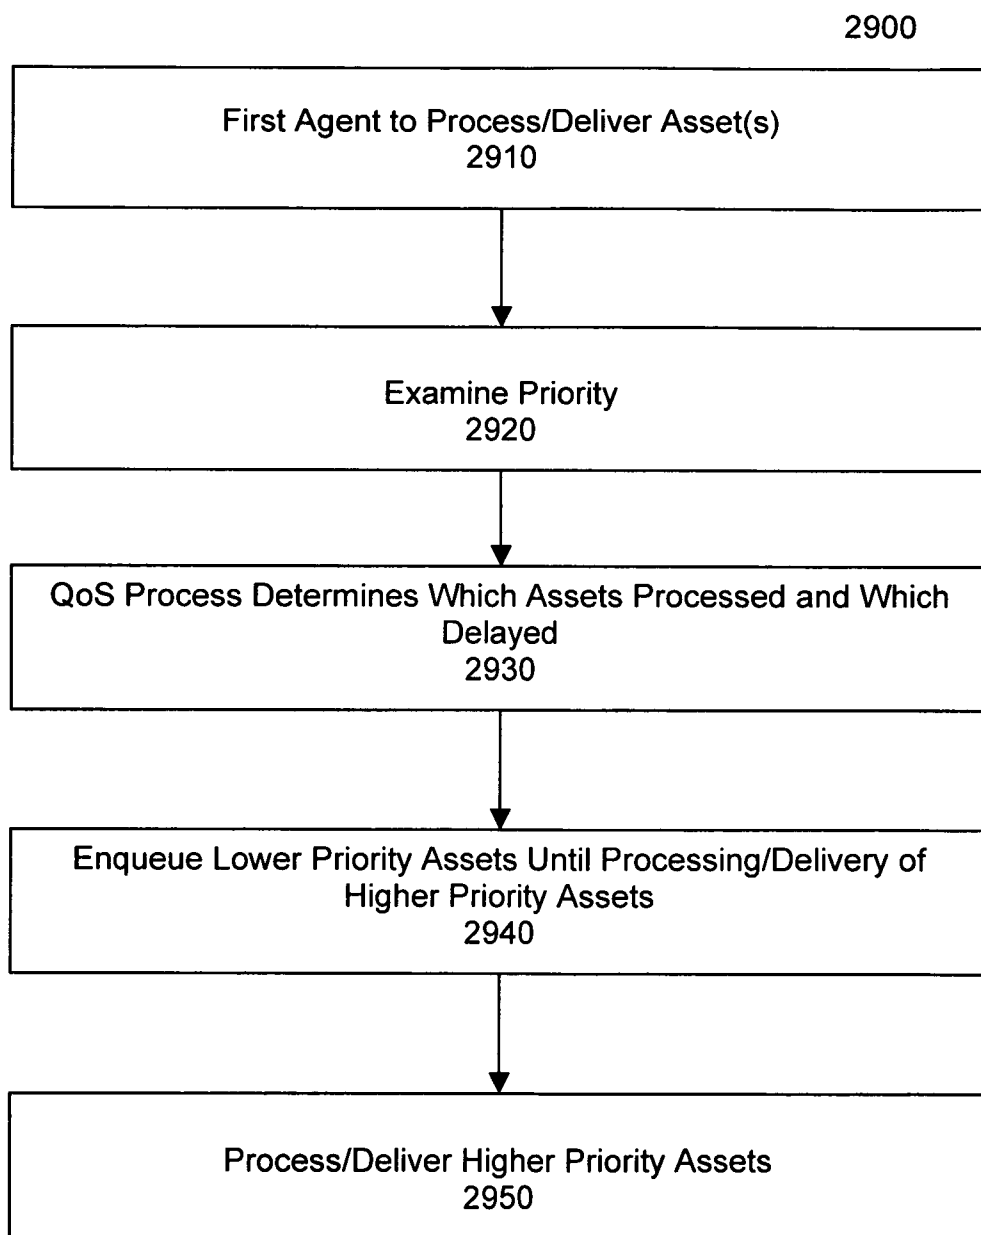 2900
First Agent to Process/Deliver Asset(s)
2910
Examine Priority
2920
QoS Process Determines Which Assets Processed and Which
Delayed
2930
Enqueue Lower Priority Assets Until Processing/Delivery of
Higher Priority Assets
2940
Process/Deliver Higher Priority Assets
2950